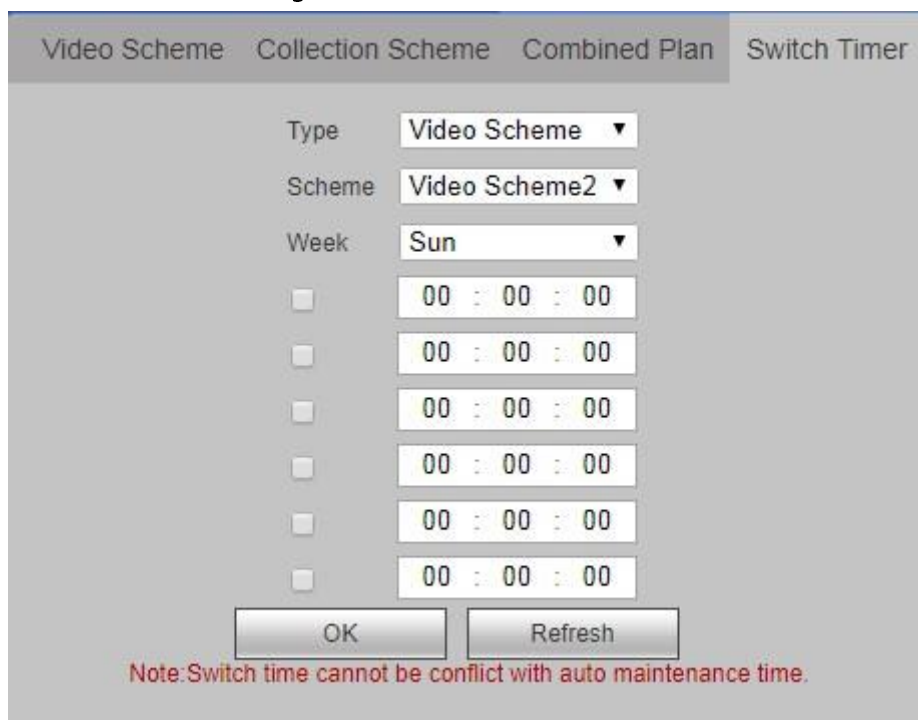 Video Scheme Collection Scheme Combined Plan Switch Timer
Type Video Scheme
Scheme Video Scheme2
Week Sun
00 : 00 : 00
00 : 00 : 00
00 : 00 : 00
00 : 00 : 00
00 : 00 : 00
00 : 00 : 00
OK Refresh
Note:Switch time cannot be conflict with auto maintenance time.